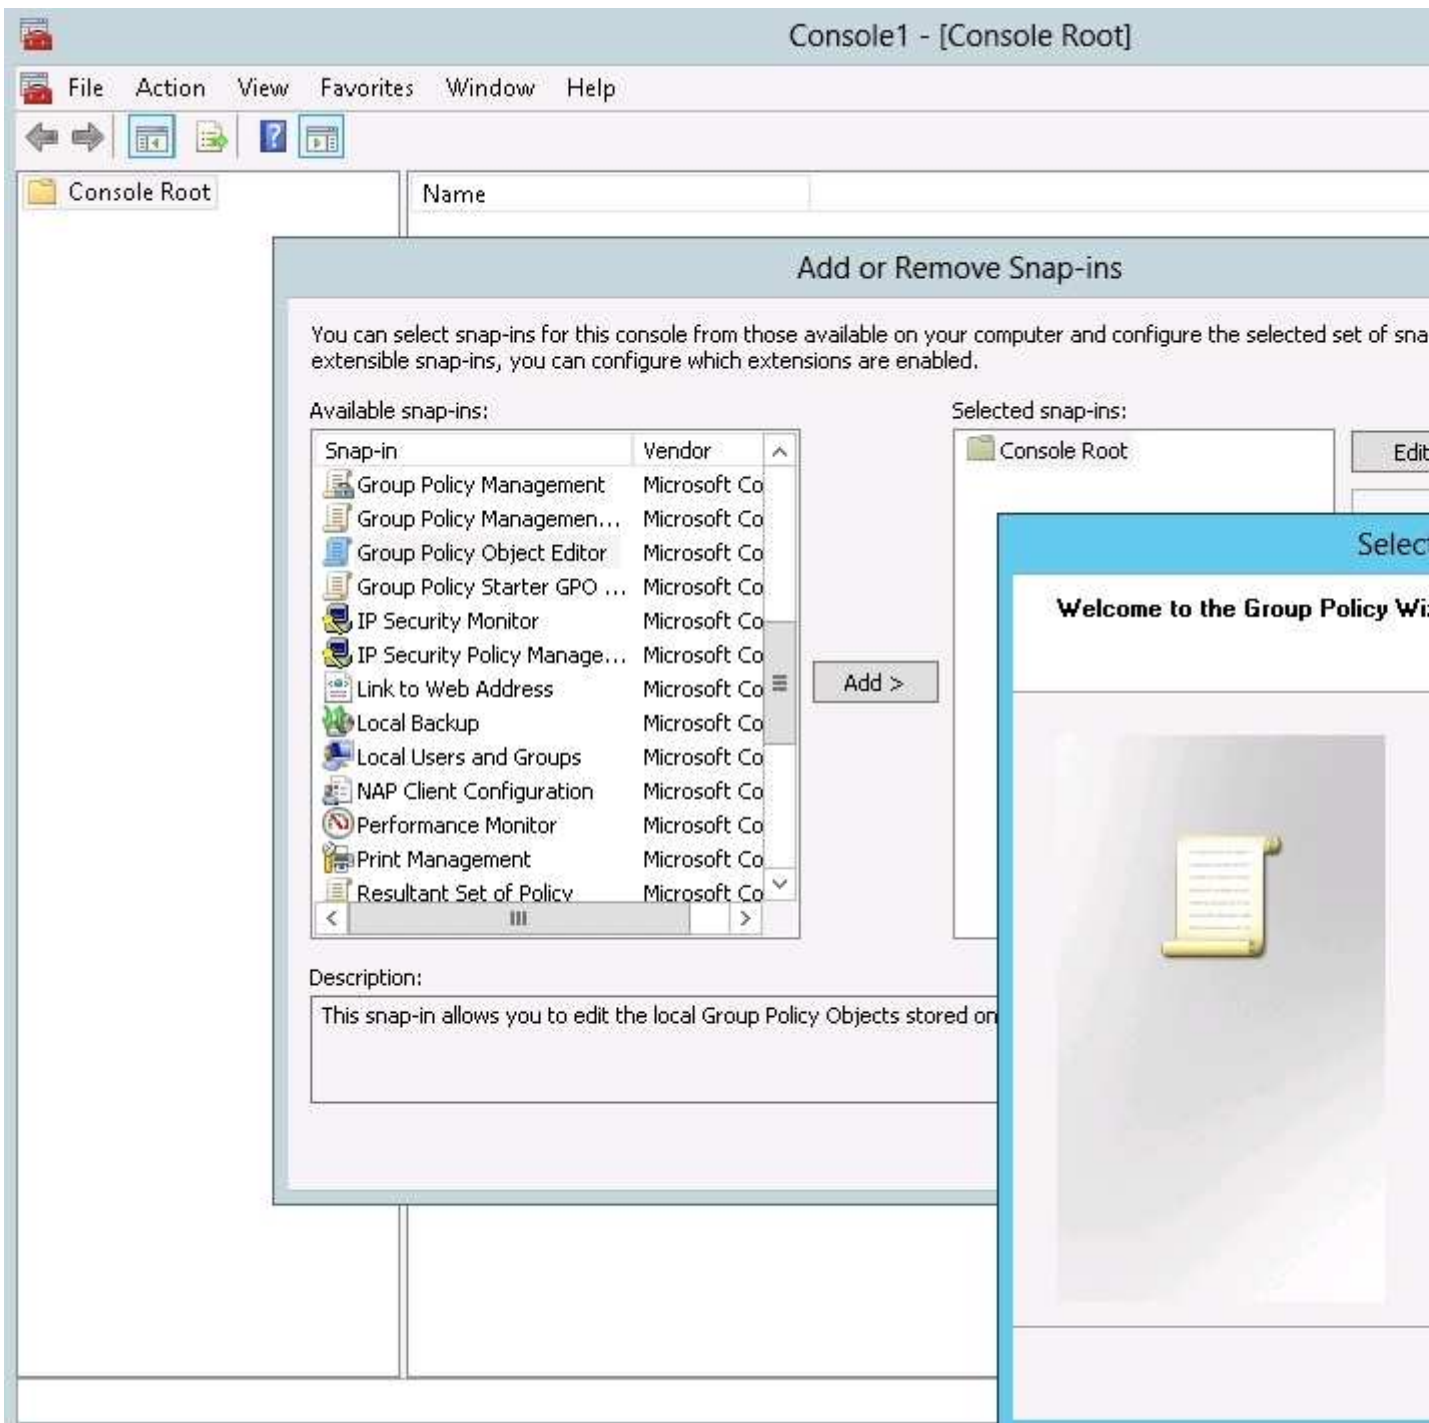 Console1 - [Console Root]
File Action View Favorites Window Help
Console Root
Name
Add or Remove Snap-ins
You can select snap-ins for this console from those available on your computer and configure the selected set of sna
extensible snap-ins, you can configure which extensions are enabled.
Available snap-ins:
Snap-in Vendor
Group Policy Management Microsoft Co
Group Policy Managemen... Microsoft Co
Group Policy Object Editor Microsoft Co
Group Policy Starter GPO ... Microsoft Co
IP Security Monitor Microsoft Co
IP Security Policy Manage... Microsoft Co
Link to Web Address Microsoft Co
Local Backup Microsoft Co
Local Users and Groups Microsoft Co
NAP Client Configuration Microsoft Co
Performance Monitor Microsoft Co
Print Management Microsoft Co
Resultant Set of Policy Microsoft Co
Add >
Selected snap-ins:
Console Root
Edit
Description:
This snap-in allows you to edit the local Group Policy Objects stored on
Select
Welcome to the Group Policy Wiz